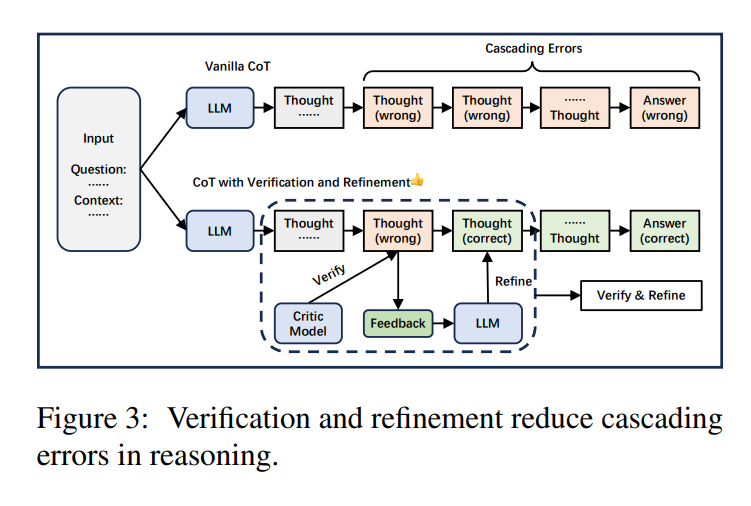 Cascading Errors
Vanilla CoT
Input
Question:
......
Context:
......
LLM
Thought
......
Thought
(wrong)
Thought
(wrong)
......
Thought
Answer
(wrong)
CoT with Verification and Refinement👍
LLM
Thought
......
Thought
(wrong)
Thought
(correct)
......
Thought
Answer
(correct)
Verify
Refine
Critic
Model
Feedback
LLM
Verify & Refine
Figure 3: Verification and refinement reduce cascading
errors in reasoning.